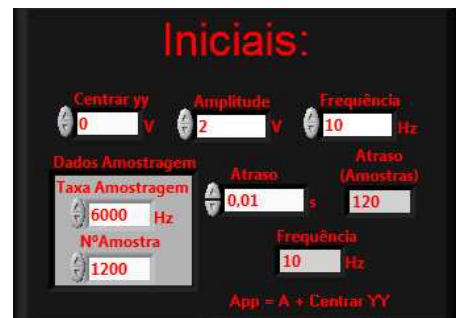 Iniciais:
Centrar yy
0 V
Amplitude
2 V
Frequência
10 Hz
Dados Amostragem
Taxa Amostragem
6000 Hz
NºAmostra
1200
Atraso
0,01 s
Atraso
(Amostras)
120
Frequência
10 Hz
App = A + Centrar YY